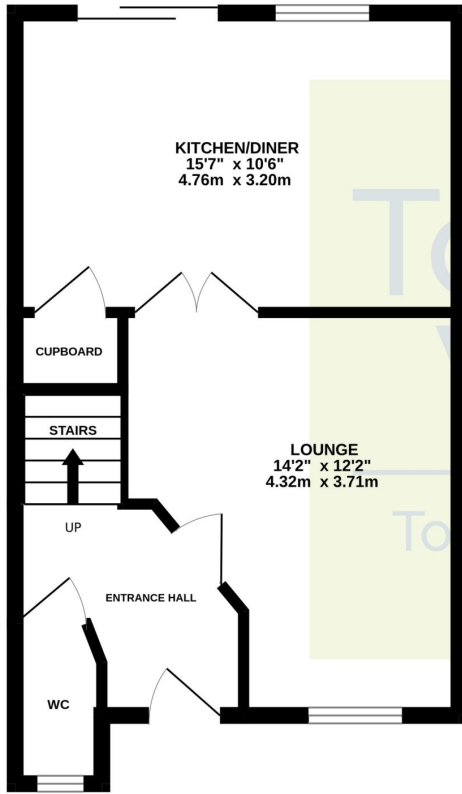 KITCHEN/DINER
15'7" x 10'6"
4.76m x 3.20m
CUPBOARD
STAIRS
LOUNGE
14'2" x 12'2"
4.32m x 3.71m
UP
ENTRANCE HALL
WC